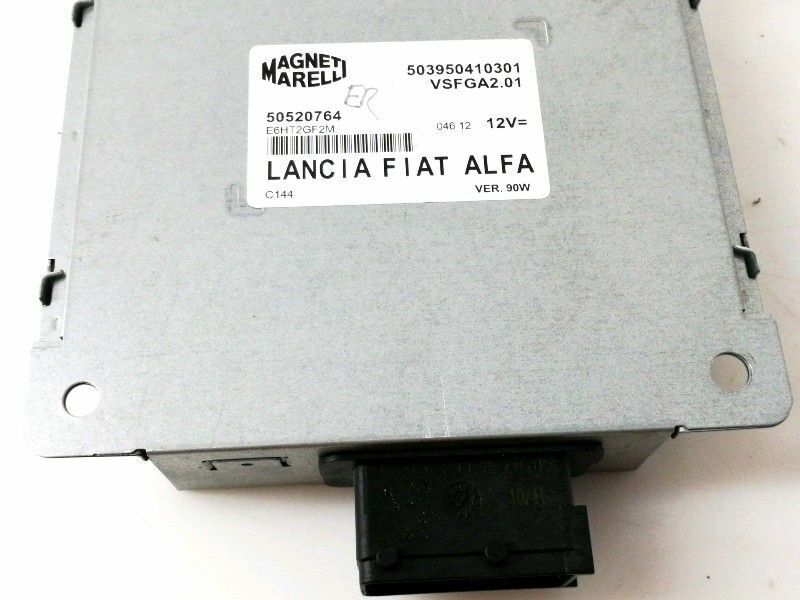 MAGNETI
MARELLI
503950410301
VSFGA2.01
ER
50520764
E6HT2GF2M
046 12 12V=
LANCIA FIAT ALFA
C144
VER. 90W